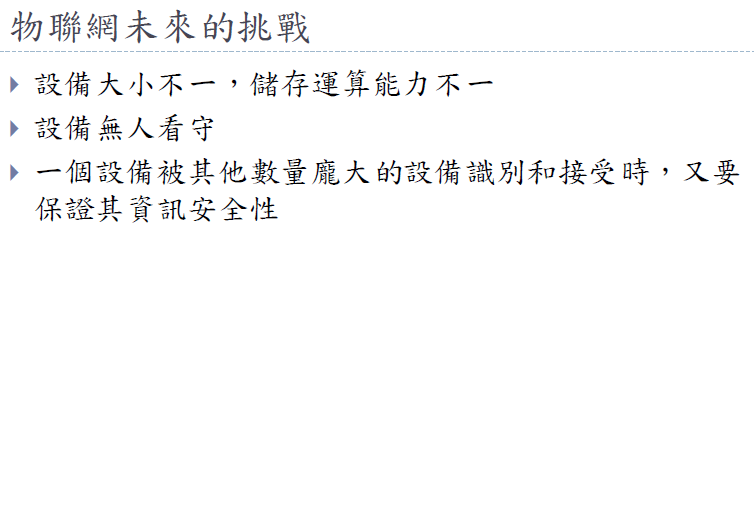 物聯網未來的挑戰
設備大小不一，儲存運算能力不一
設備無人看守
一個設備被其他數量龐大的設備識別和接受時，又要
保證其資訊安全性